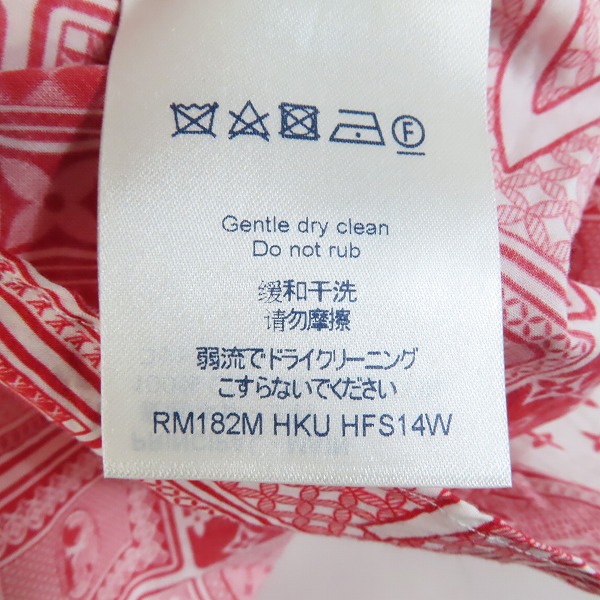 F
Gentle dry clean
Do not rub
缓和干洗
请勿摩擦
弱流でドライクリーニング
こすらないでください
RM182M HKU HFS14W